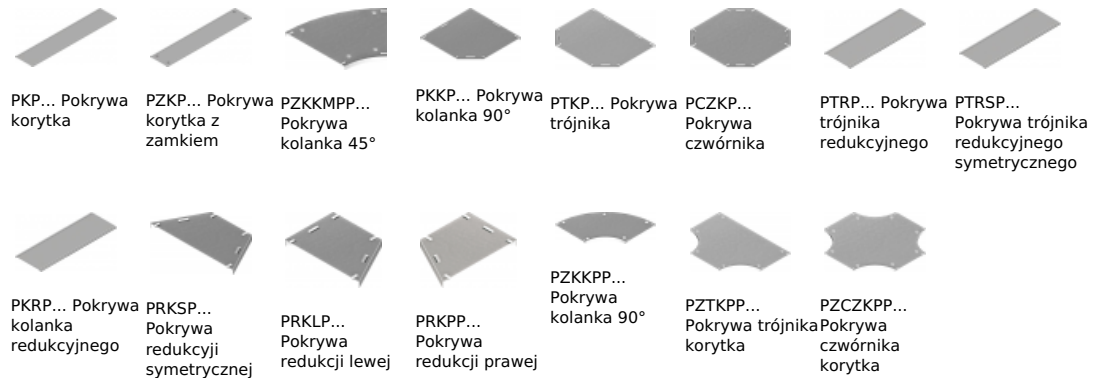 PKP... Pokrywa
korytka
PZKP... Pokrywa
korytka z
zamkiem
PZKKMPP...
Pokrywa
kolanka 45°
PKKP... Pokrywa
kolanka 90°
PTKP... Pokrywa
trójnika
PCZKP...
Pokrywa
czwórnika
PTRP... Pokrywa
trójnika
redukcyjnego
PTRSP...
Pokrywa trójnika
redukcyjnego
symetrycznego
PKRP... Pokrywa
kolanka
redukcyjnego
PRKSP...
Pokrywa
redukcyji
symetrycznej
PRKLP...
Pokrywa
redukcji lewej
PRKPP...
Pokrywa
redukcji prawej
PZKKPP...
Pokrywa
kolanka 90°
PZTKPP...
Pokrywa trójnika
korytka
PZCZKPP...
Pokrywa
czwórnika
korytka